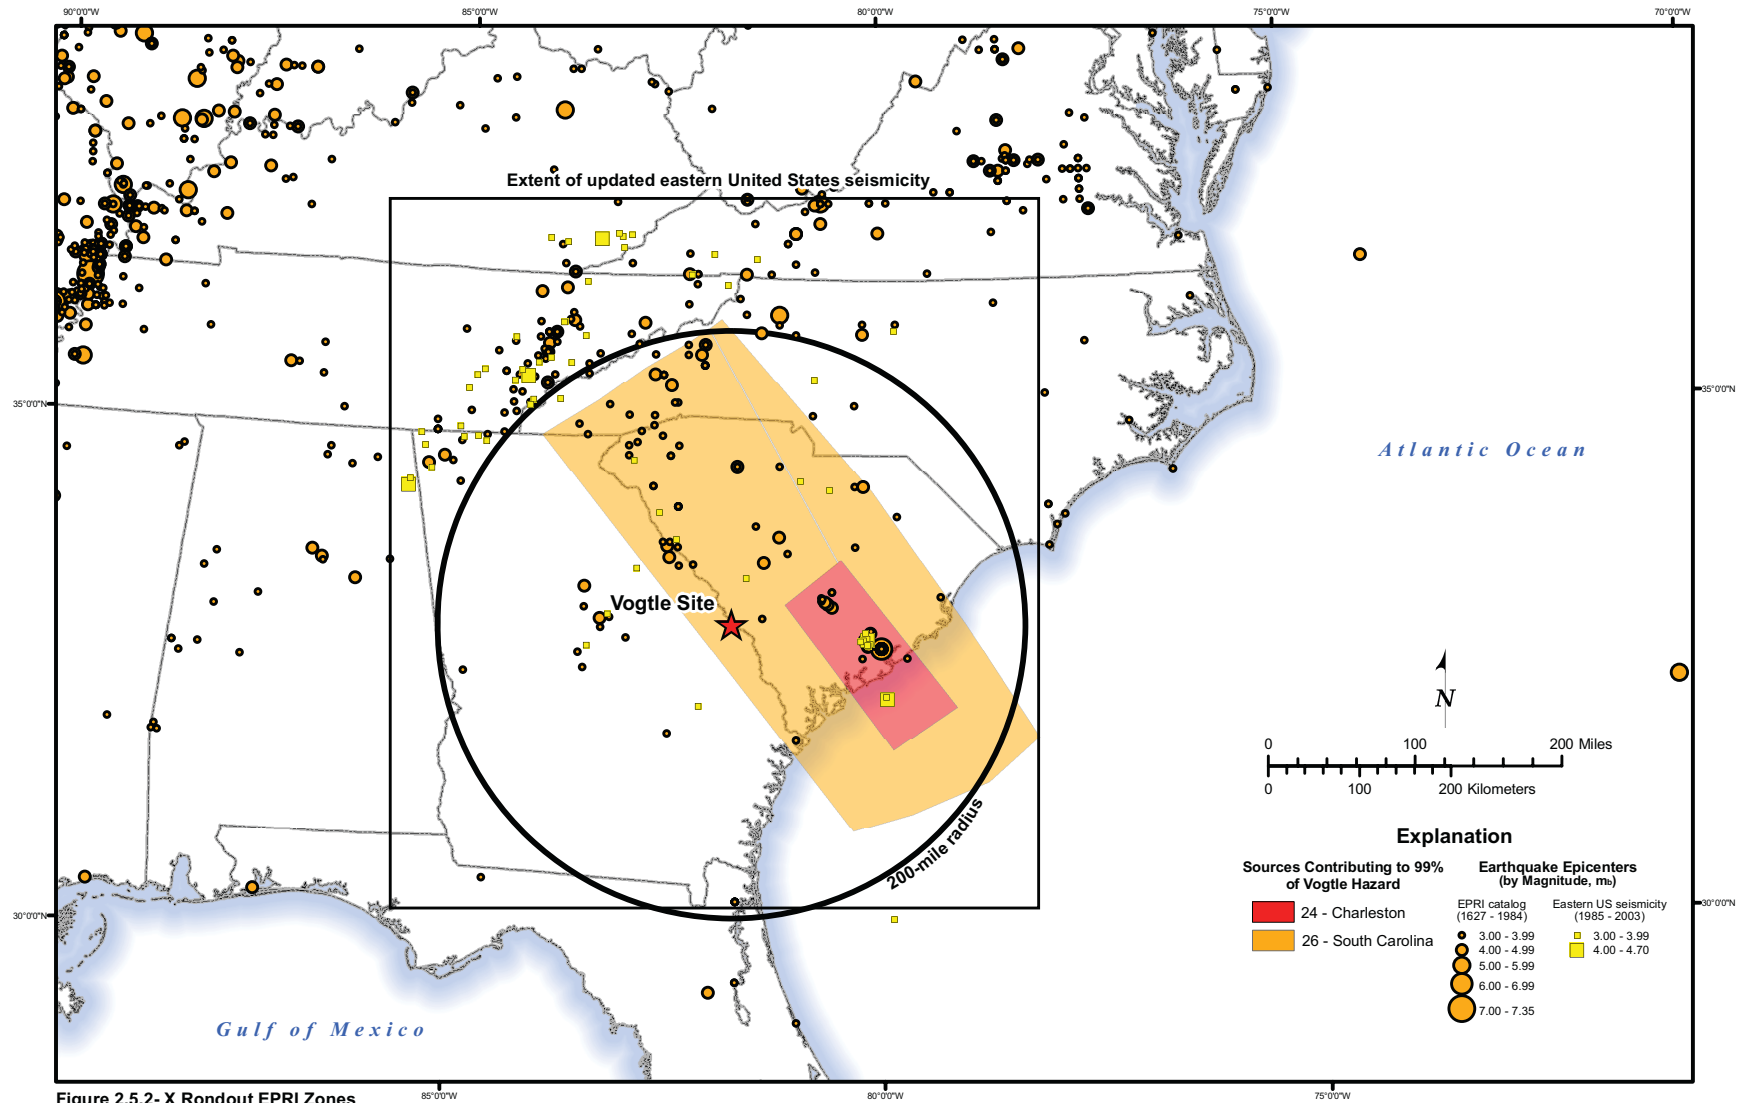 90°0'0"W 85°0'0"W 80°0'0"W 75°0'0"W 70°0'0"W
Extent of updated eastern United States seismicity
35°0'0"N 35°0'0"N
Atlantic Ocean
Vogtle Site
N
0 100 200 Miles
0 100 200 Kilometers
200-mile radius
Explanation
Sources Contributing to 99%
of Vogtle Hazard
24 - Charleston
26 - South Carolina
Earthquake Epicenters
(by Magnitude, mb)
EPRI catalog
(1627 - 1984)
3.00 - 3.99
4.00 - 4.99
5.00 - 5.99
6.00 - 6.99
7.00 - 7.35
Eastern US seismicity
(1985 - 2003)
3.00 - 3.99
4.00 - 4.70
30°0'0"N 30°0'0"N
Gulf of Mexico
85°0'0"W 80°0'0"W 75°0'0"W
Figure 2.5.2- X Rondout EPRI Zones